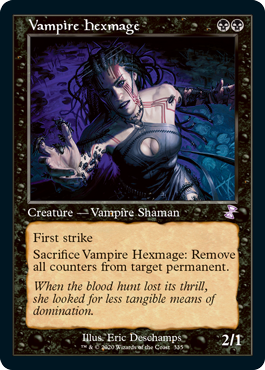 Vampire Hexmage
Creature — Vampire Shaman
First strike
Sacrifice Vampire Hexmage: Remove
all counters from target permanent.
When the blood hunt lost its thrill,
she looked for less tangible means of
domination.
Illus. Eric Deschamps
™ & © 2020 Wizards of the Coast
2/1